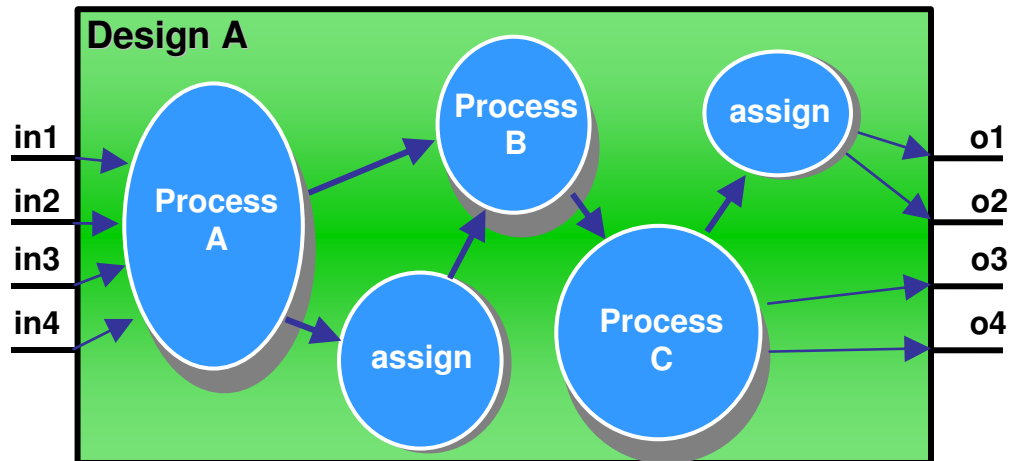 Design A
in1
in2
in3
in4
Process
A
assign
Process
B
Process
C
assign
o1
o2
o3
o4